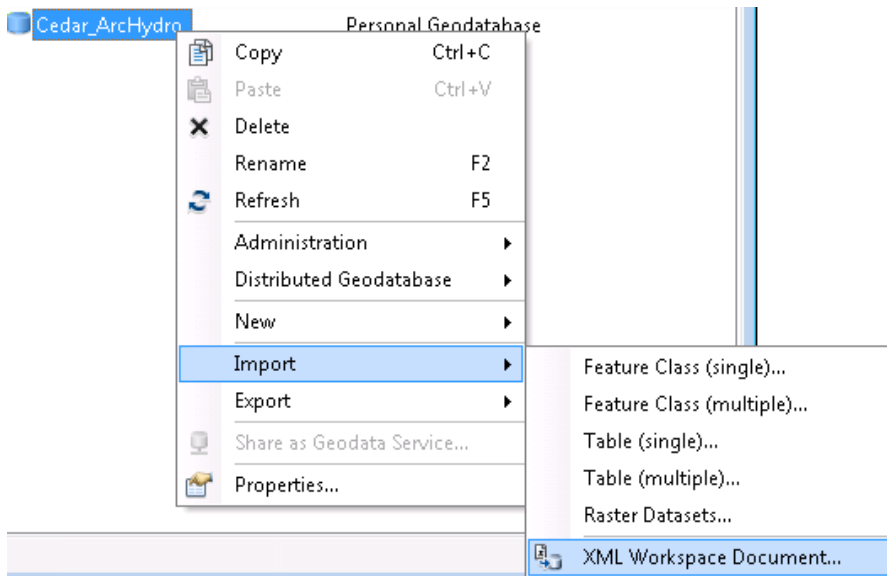 Cedar_ArcHydro Personal Geodatabase
Copy Ctrl+C
Paste Ctrl+V
Delete
Rename F2
Refresh F5
Administration
Distributed Geodatabase
New
Import
Export
Share as Geodata Service...
Properties...
Feature Class (single)...
Feature Class (multiple)...
Table (single)...
Table (multiple)...
Raster Datasets...
XML Workspace Document...